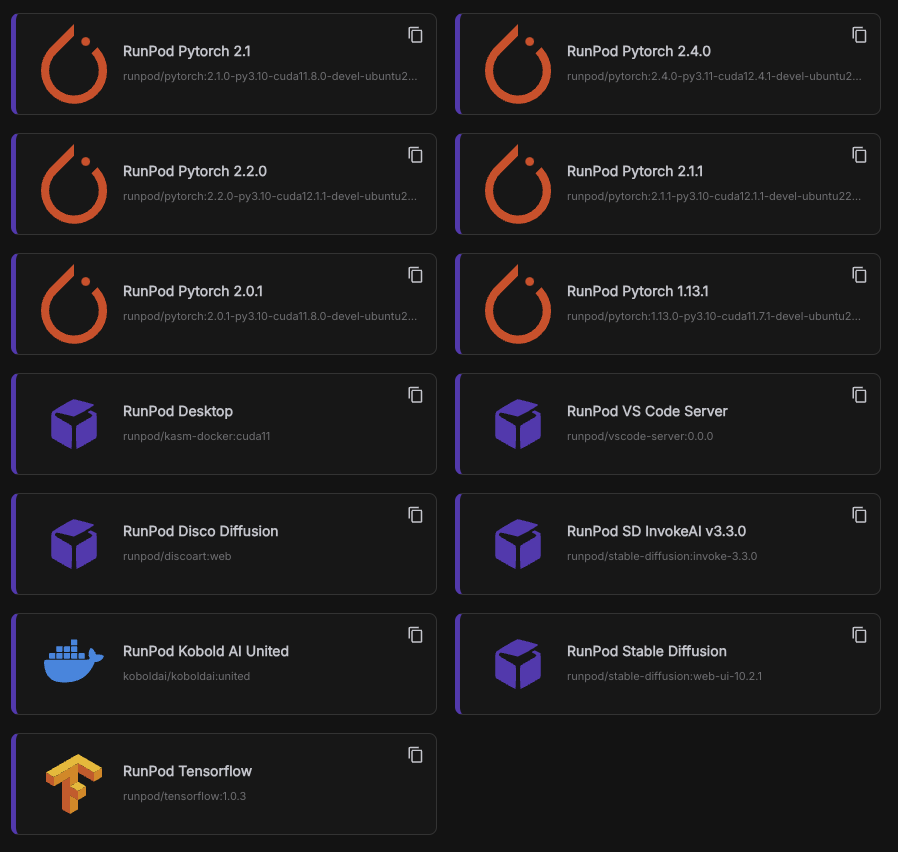 RunPod Pytorch 2.1
runpod/pytorch:2.1.0-py3.10-cuda11.8.0-devel-ubuntu2...
RunPod Pytorch 2.4.0
runpod/pytorch:2.4.0-py3.11-cuda12.4.1-devel-ubuntu2...
RunPod Pytorch 2.2.0
runpod/pytorch:2.2.0-py3.10-cuda12.1.1-devel-ubuntu2...
RunPod Pytorch 2.1.1
runpod/pytorch:2.1.1-py3.10-cuda12.1.1-devel-ubuntu22...
RunPod Pytorch 2.0.1
runpod/pytorch:2.0.1-py3.10-cuda11.8.0-devel-ubuntu2...
RunPod Pytorch 1.13.1
runpod/pytorch:1.13.0-py3.10-cuda11.7.1-devel-ubuntu2...
RunPod Desktop
runpod/kasm-docker:cuda11
RunPod VS Code Server
runpod/vscode-server:0.0.0
RunPod Disco Diffusion
runpod/discoart:web
RunPod SD InvokeAI v3.3.0
runpod/stable-diffusion:invoke-3.3.0
RunPod Kobold AI United
koboldai/koboldai:united
RunPod Stable Diffusion
runpod/stable-diffusion:web-ui-10.2.1
RunPod Tensorflow
runpod/tensorflow:1.0.3